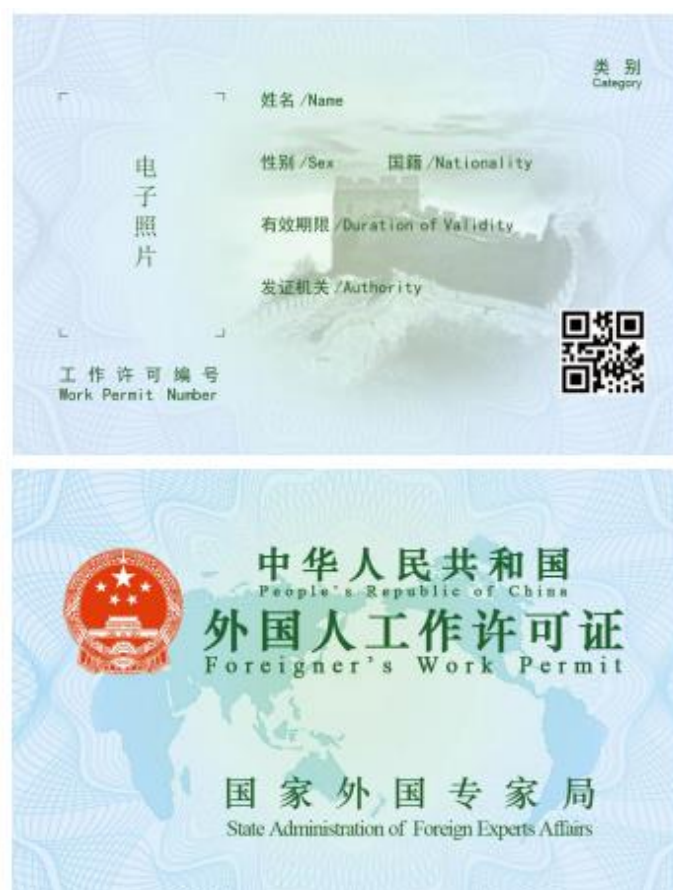 类 别
Category
姓名/Name
性别/Sex 国籍/Nationality
电子照片
有效期限/Duration of Validity
发证机关/Authority
工作许可编号
Work Permit Number
中华人民共和国
People's Republic of China
外国人工作许可证
Foreigner's Work Permit
国家外国专家局
State Administration of Foreign Experts Affairs